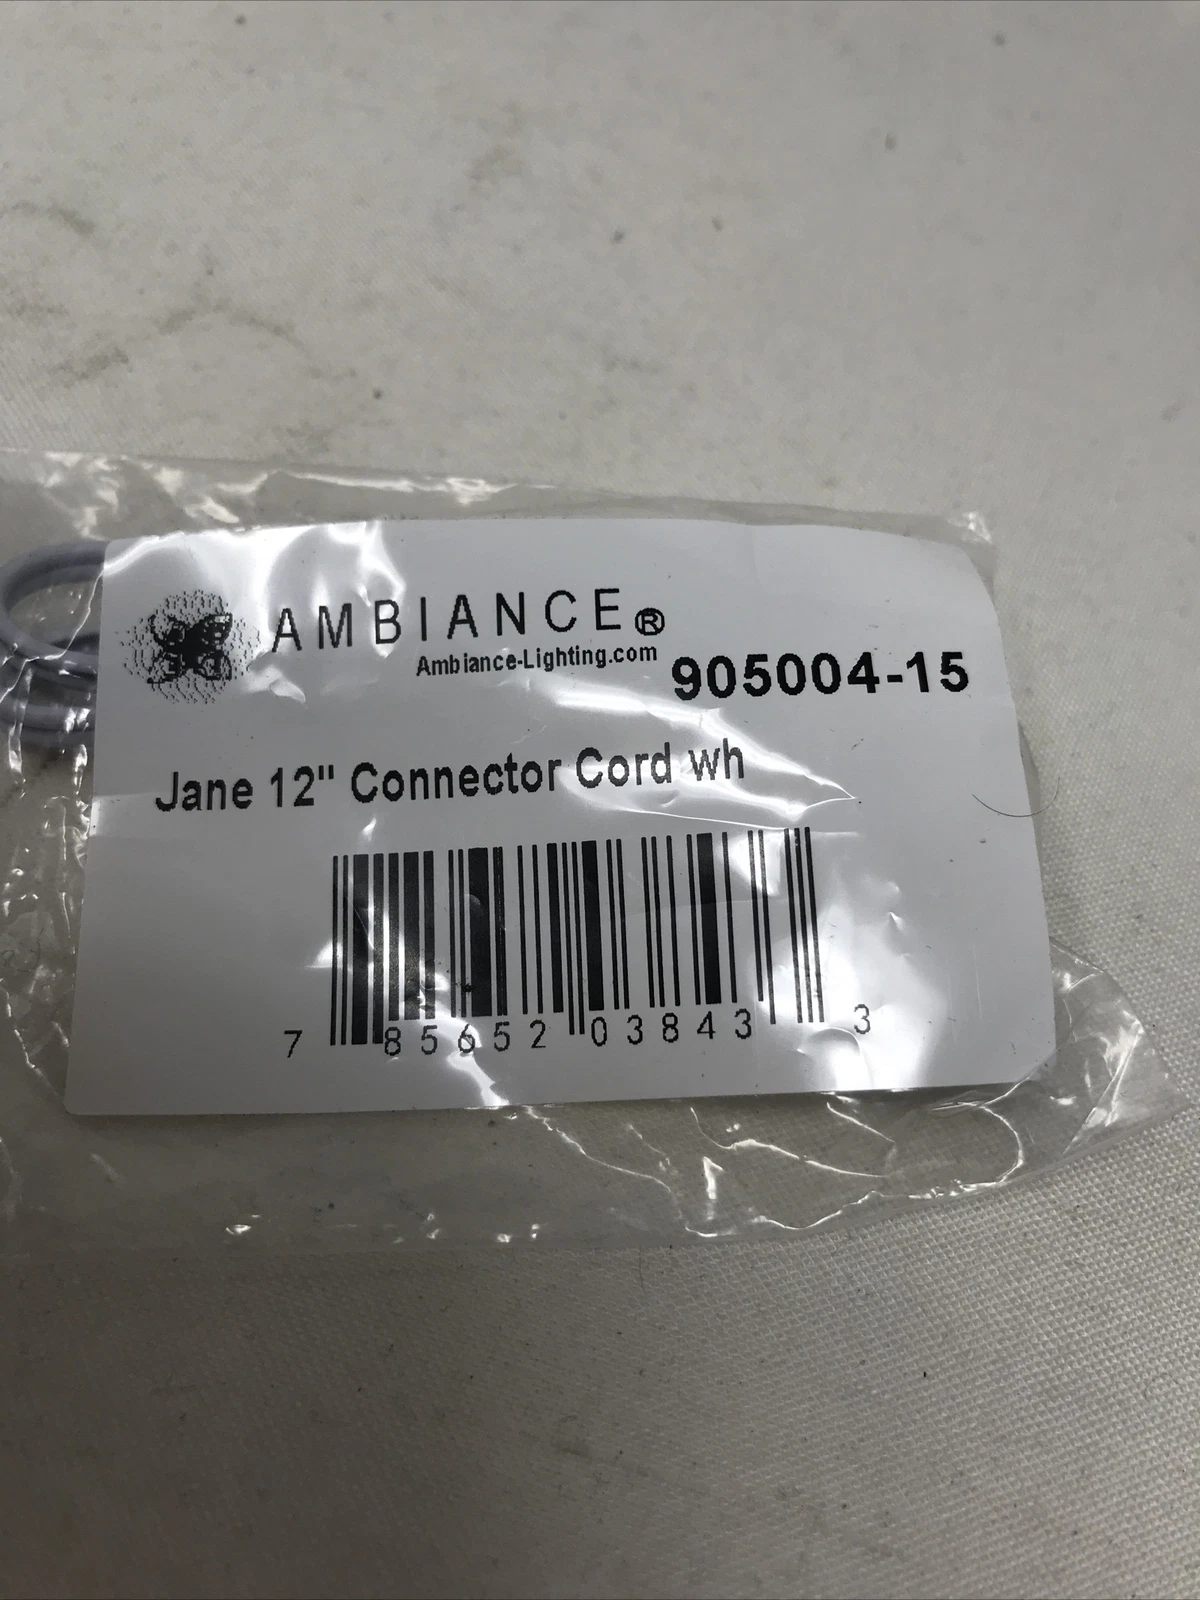 AMBIANCE®
Ambiance-Lighting.com
905004-15
Jane 12" Connector Cord wh
7 85652 03843 3